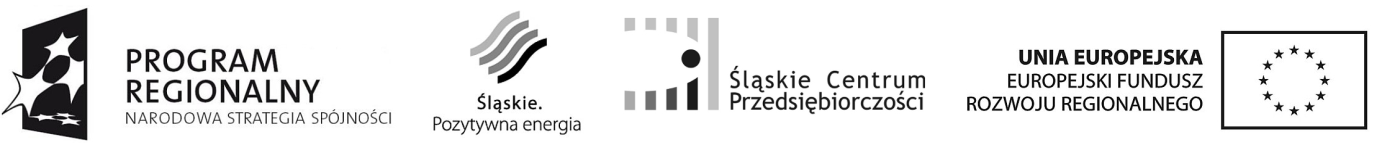 PROGRAM
REGIONALNY
NARODOWA STRATEGIA SPÓJNOŚCI
Śląskie.
Pozytywna energia
Śląskie Centrum
Przedsiębiorczości
UNIA EUROPEJSKA
EUROPEJSKI FUNDUSZ
ROZWOJU REGIONALNEGO